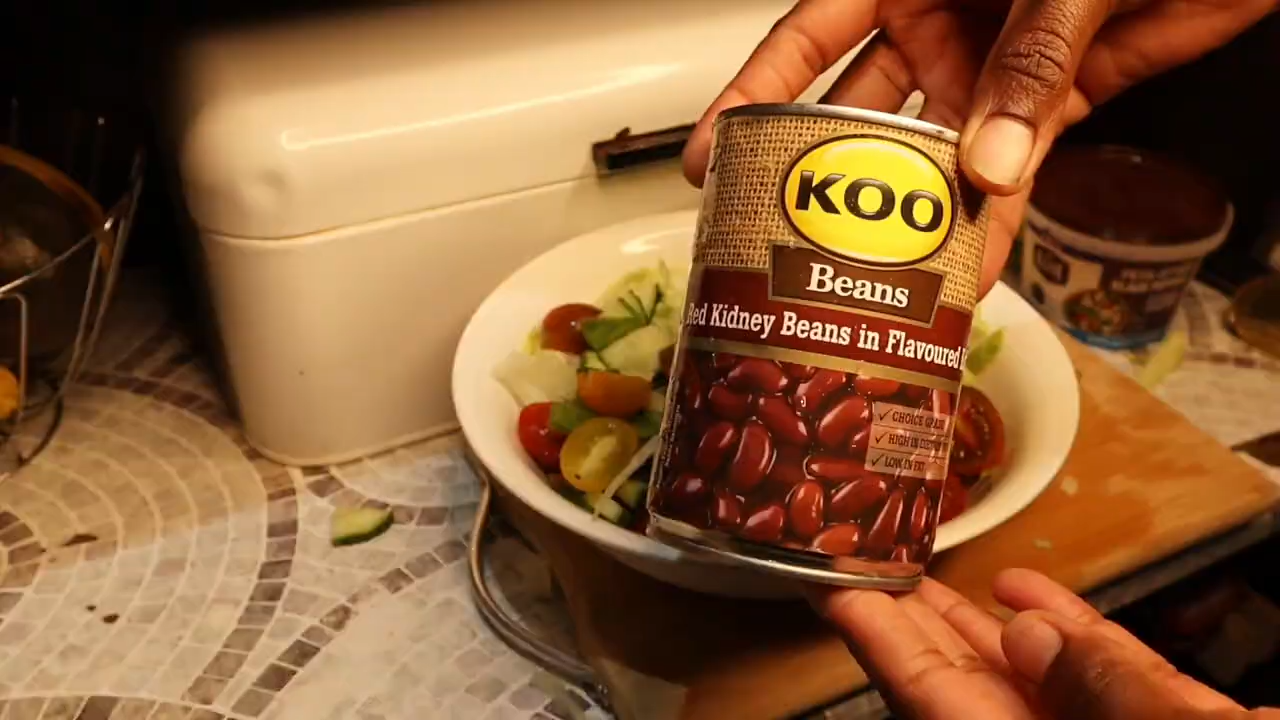 KOO
Beans
Red Kidney Beans in Flavoured
✓ CHOICE GRADE
✓ HIGH IN
✓ LOW IN FAT